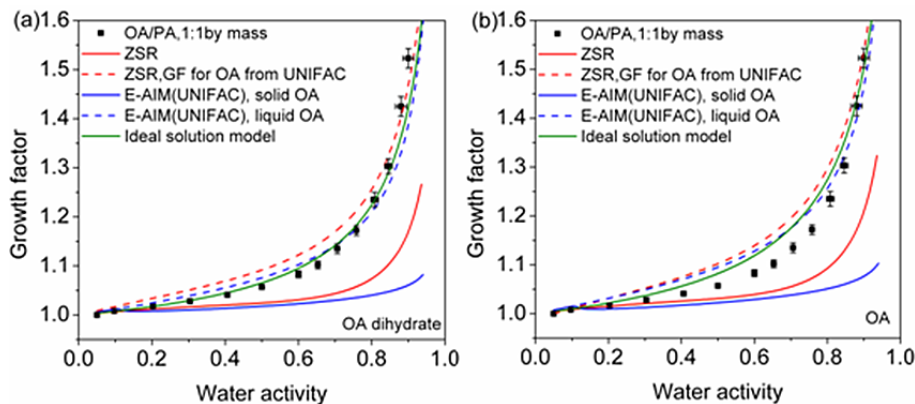 (a)
OA/PA,1:1by mass
ZSR
ZSR,GF for OA from UNIFAC
E-AIM(UNIFAC), solid OA
E-AIM(UNIFAC), liquid OA
Ideal solution model
OA dihydrate
Growth factor
1.6
1.5
1.4
1.3
1.2
1.1
1.0
0.0 0.2 0.4 0.6 0.8 1.0
Water activity
(b)
OA/PA,1:1by mass
ZSR
ZSR,GF for OA from UNIFAC
E-AIM(UNIFAC), solid OA
E-AIM(UNIFAC), liquid OA
Ideal solution model
OA
Growth factor
1.6
1.5
1.4
1.3
1.2
1.1
1.0
0.0 0.2 0.4 0.6 0.8 1.0
Water activity